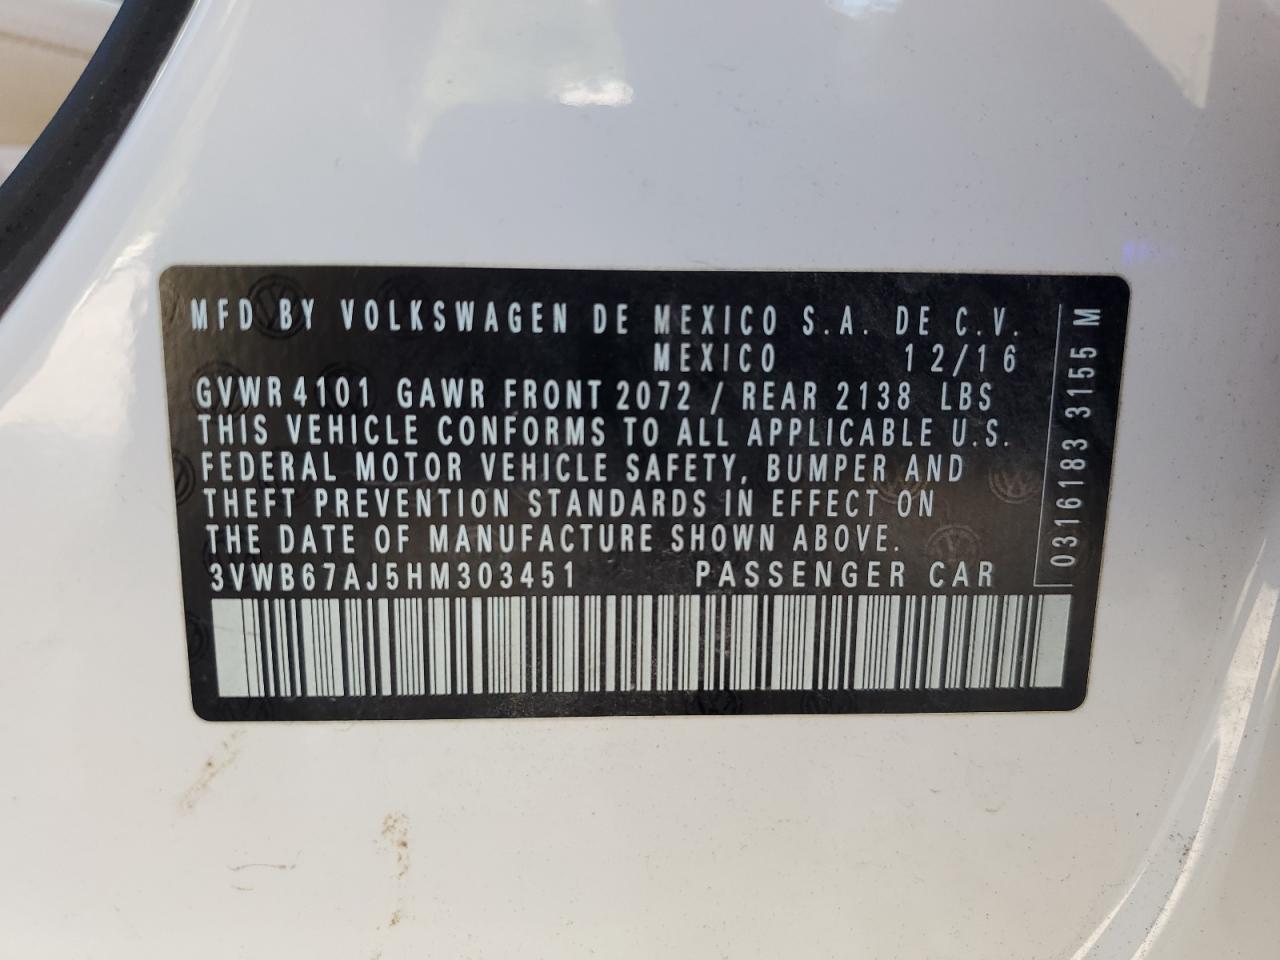 MFD BY VOLKSWAGEN DE MEXICO S.A. DE C.V.
MEXICO 12/16
GVWR 4101 GAWR FRONT 2072 / REAR 2138 LBS
THIS VEHICLE CONFORMS TO ALL APPLICABLE U.S.
FEDERAL MOTOR VEHICLE SAFETY, BUMPER AND
THEFT PREVENTION STANDARDS IN EFFECT ON
THE DATE OF MANUFACTURE SHOWN ABOVE.
3VWB67AJ5HM303451 PASSENGER CAR
0316183 3155 M